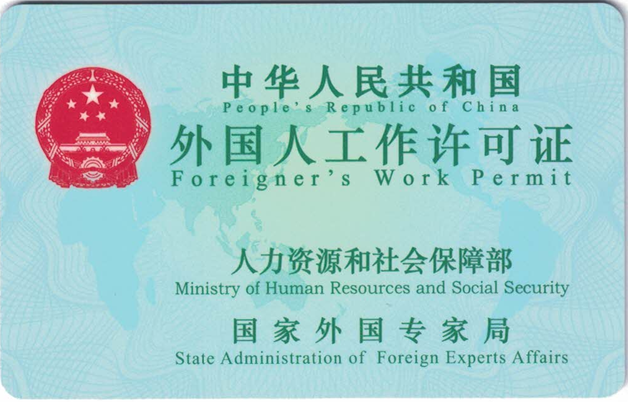 中华人民共和国
People's Republic of China
外国人工作许可证
Foreigner's Work Permit
人力资源和社会保障部
Ministry of Human Resources and Social Security
国家外国专家局
State Administration of Foreign Experts Affairs